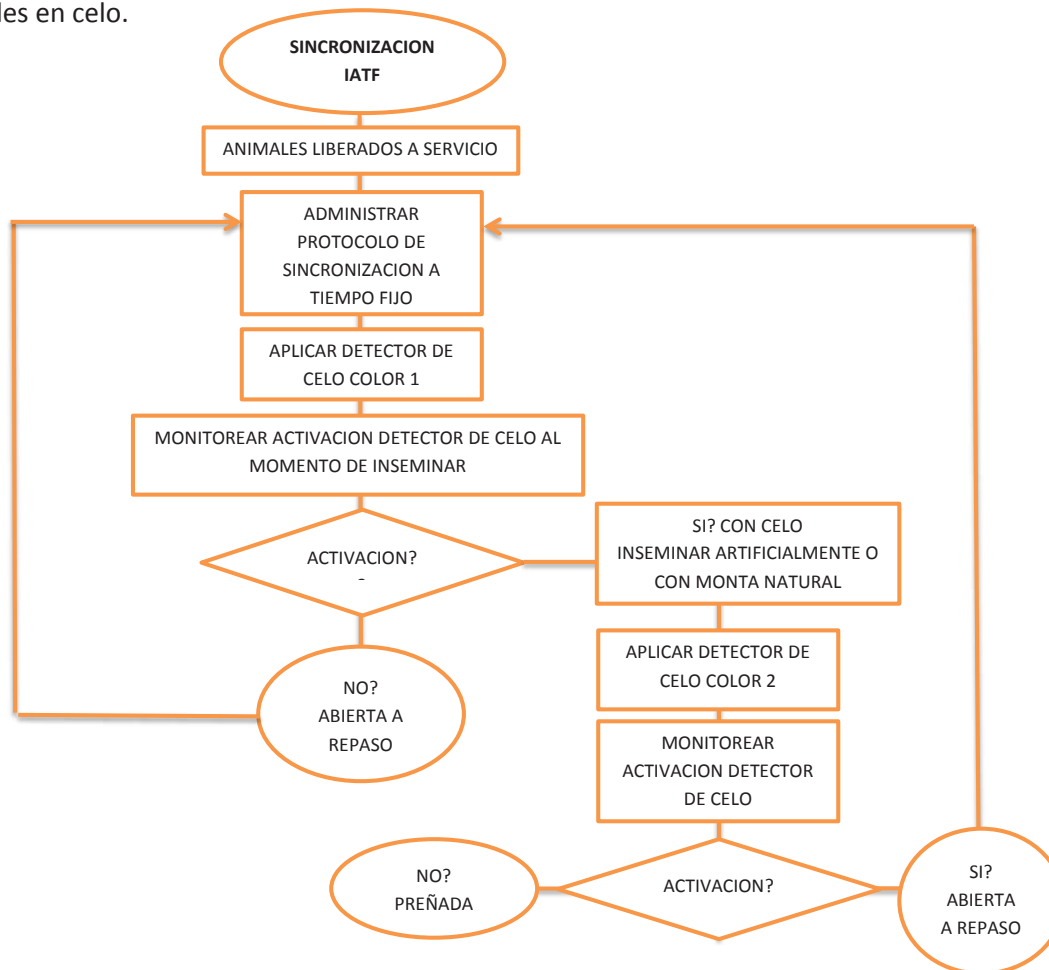 les en celo.
SINCRONIZACION
IATF
ANIMALES LIBERADOS A SERVICIO
ADMINISTRAR
PROTOCOLO DE
SINCRONIZACION A
TIEMPO FIJO
APLICAR DETECTOR DE
CELO COLOR 1
MONITOREAR ACTIVACION DETECTOR DE CELO AL
MOMENTO DE INSEMINAR
ACTIVACION?
SI? CON CELO
INSEMINAR ARTIFICIALMENTE O
CON MONTA NATURAL
APLICAR DETECTOR DE
CELO COLOR 2
NO?
ABIERTA A
REPASO
MONITOREAR
ACTIVACION DETECTOR
DE CELO
NO?
PREÑADA
ACTIVACION?
SI?
ABIERTA
A REPASO